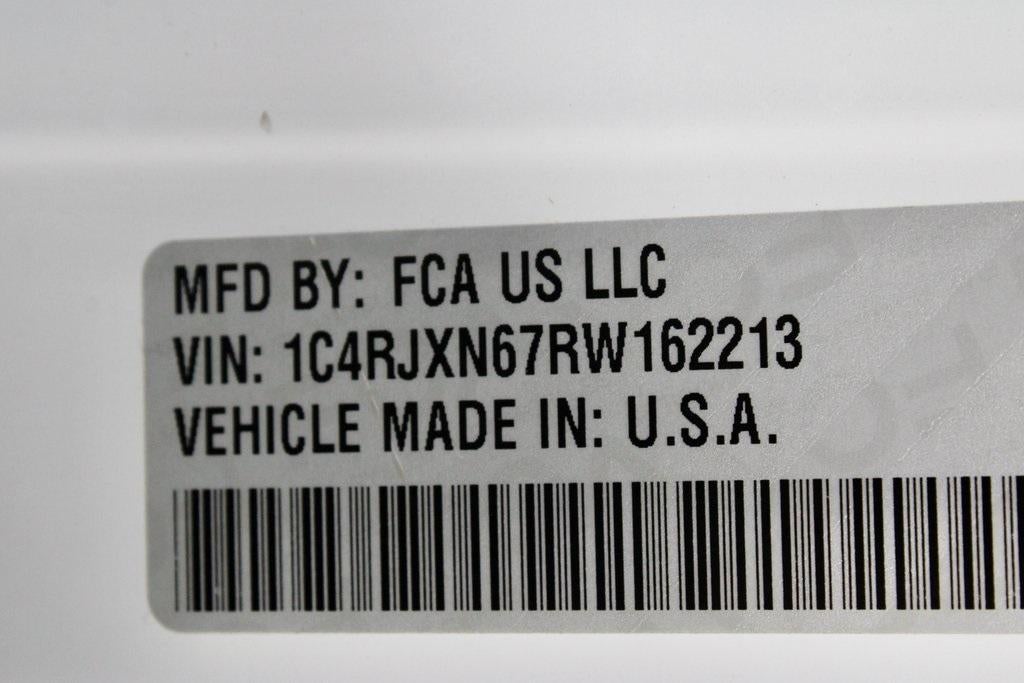 MFD BY: FCA US LLC
VIN: 1C4RJXN67RW162213
VEHICLE MADE IN: U.S.A.